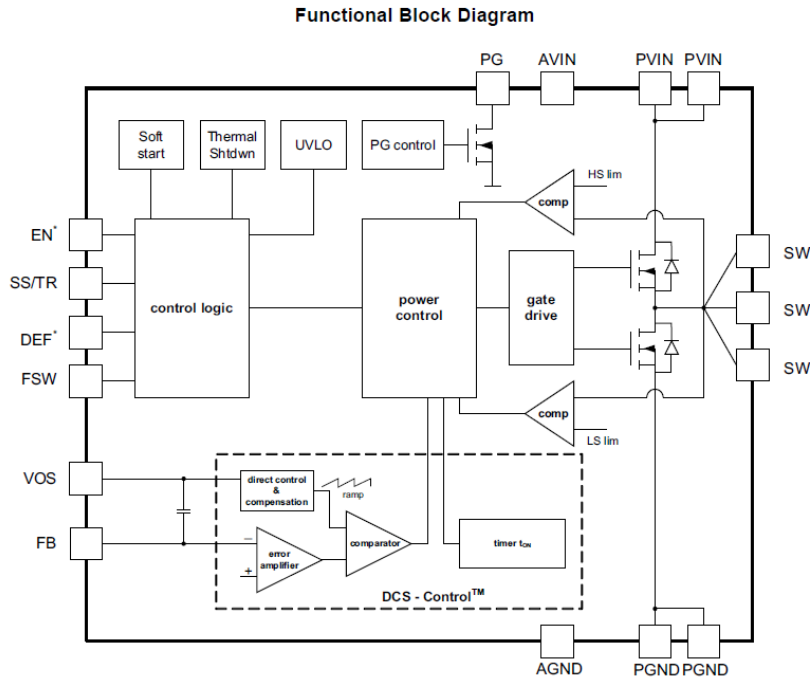 Functional Block Diagram
PG
AVIN
PVIN
PVIN
Soft
start
Thermal
Shtdwn
UVLO
PG control
HS lim
comp
EN*
SS/TR
DEF*
FSW
control logic
power
control
gate
drive
SW
SW
SW
comp
LS lim
VOS
FB
direct control
&
compensation
ramp
error
amplifier
comparator
timer tON
DCS - Control™
AGND
PGND
PGND